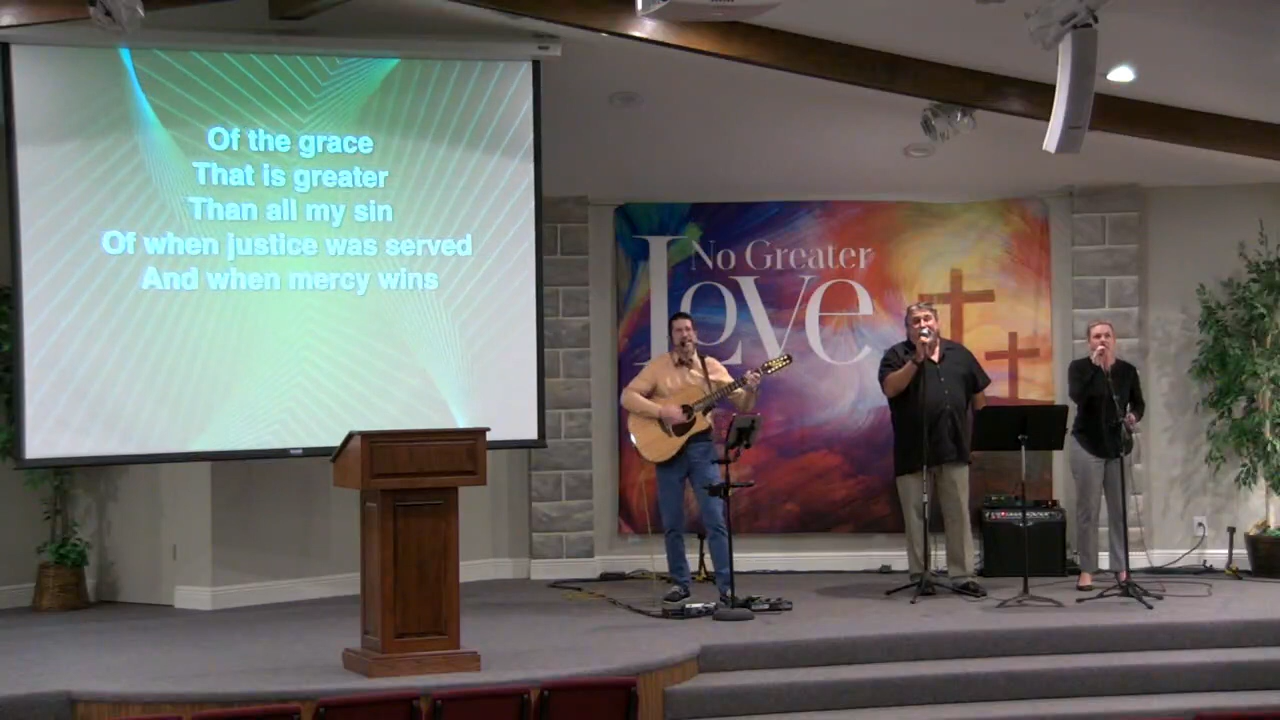 Of the grace
That is greater
Than all my sin
Of when justice was served
And when mercy wins
No Greater
Love